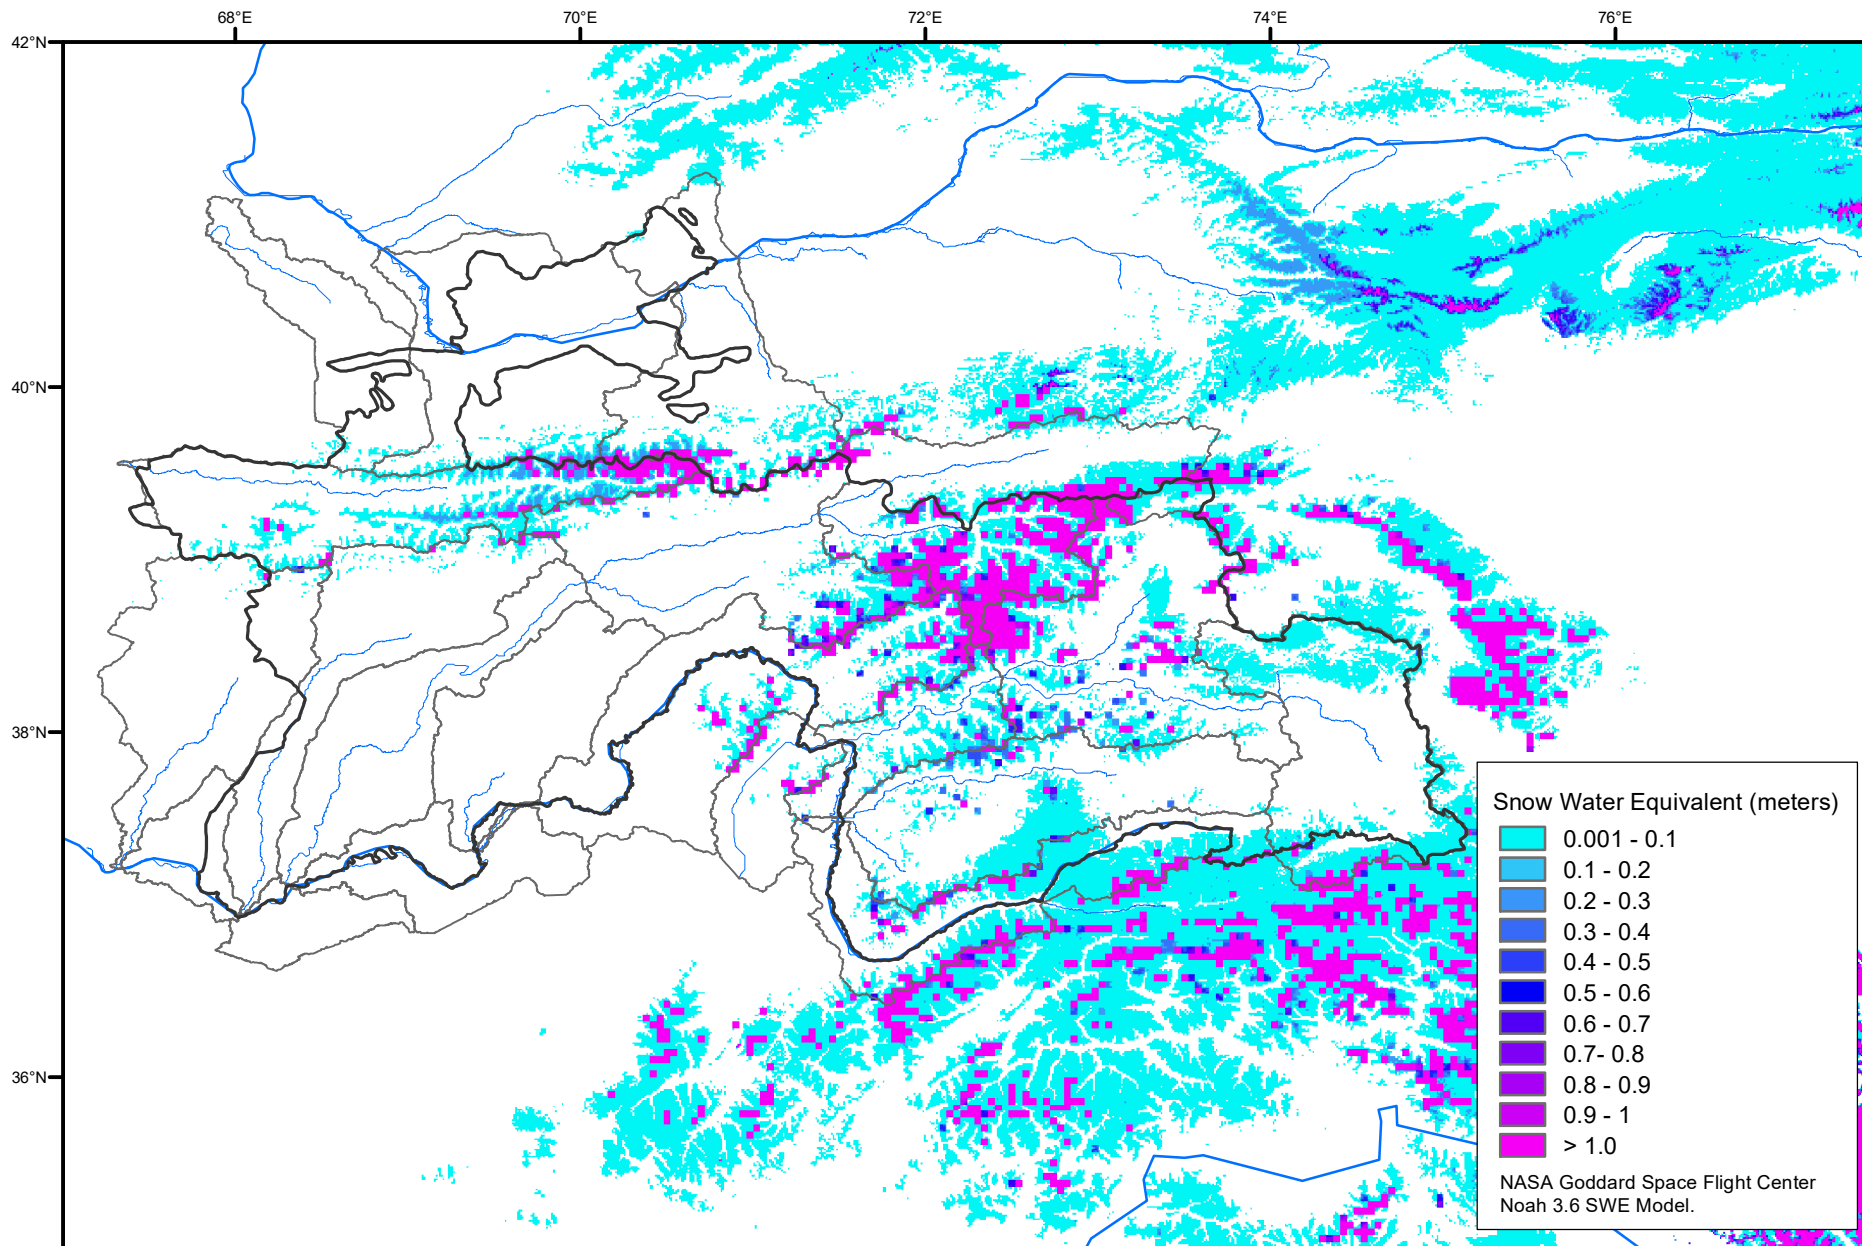 68°E
70°E
72°E
74°E
76°E
42°N
40°N
38°N
36°N
Snow Water Equivalent (meters)
0.001 - 0.1
0.1 - 0.2
0.2 - 0.3
0.3 - 0.4
0.4 - 0.5
0.5 - 0.6
0.6 - 0.7
0.7- 0.8
0.8 - 0.9
0.9 - 1
> 1.0
NASA Goddard Space Flight Center
Noah 3.6 SWE Model.